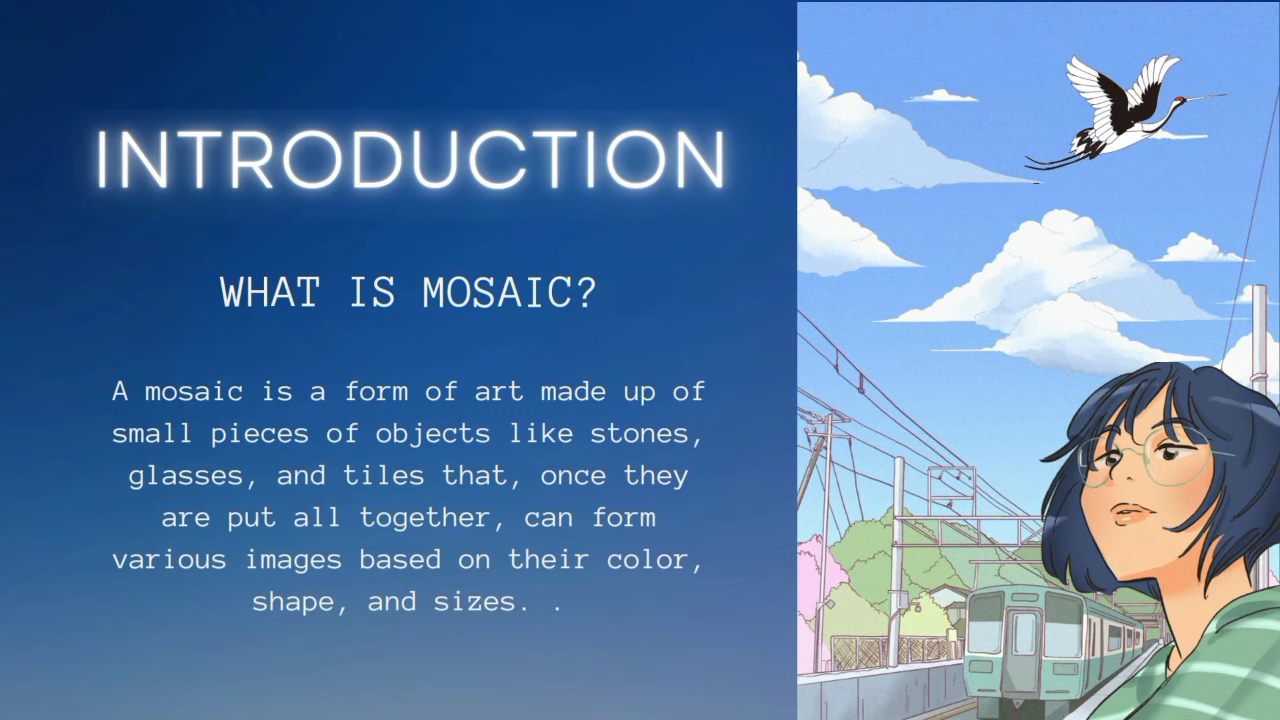 INTRODUCTION
WHAT IS MOSAIC?
A mosaic is a form of art made up of
small pieces of objects like stones,
glasses, and tiles that, once they
are put all together, can form
various images based on their color,
shape, and sizes. .